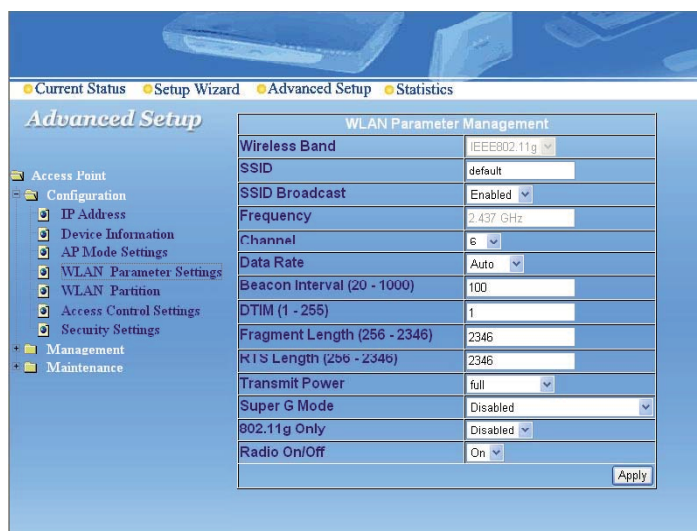 Current Status Setup Wizard Advanced Setup Statistics
Advanced Setup
Access Point
Configuration
IP Address
Device Information
AP Mode Settings
WLAN Parameter Settings
WLAN Partition
Access Control Settings
Security Settings
Management
Maintenance
WLAN Parameter Management
Wireless Band IEEE802.11g
SSID default
SSID Broadcast Enabled
Frequency 2.437 GHz
Channel 6
Data Rate Auto
Beacon Interval (20 - 1000) 100
DTIM (1 - 255) 1
Fragment Length (256 - 2346) 2346
RTS Length (256 - 2346) 2346
Transmit Power full
Super G Mode Disabled
802.11g Only Disabled
Radio On/Off On
Apply